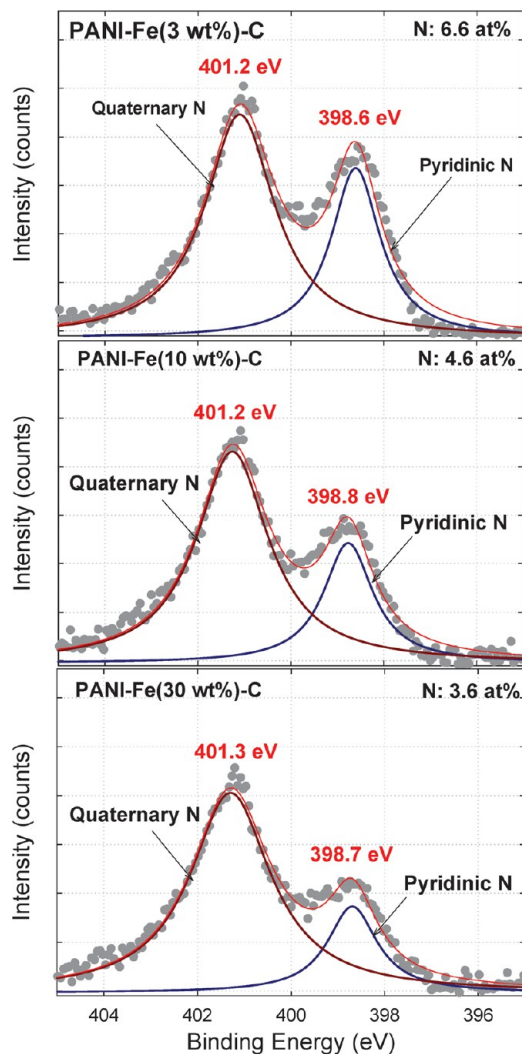 PANI-Fe(3 wt%)-C
N: 6.6 at%
401.2 eV
Quaternary N
398.6 eV
Pyridinic N
Intensity (counts)
PANI-Fe(10 wt%)-C
N: 4.6 at%
401.2 eV
Quaternary N
398.8 eV
Pyridinic N
Intensity (counts)
PANI-Fe(30 wt%)-C
N: 3.6 at%
401.3 eV
Quaternary N
398.7 eV
Pyridinic N
Intensity (counts)
404 402 400 398 396
Binding Energy (eV)